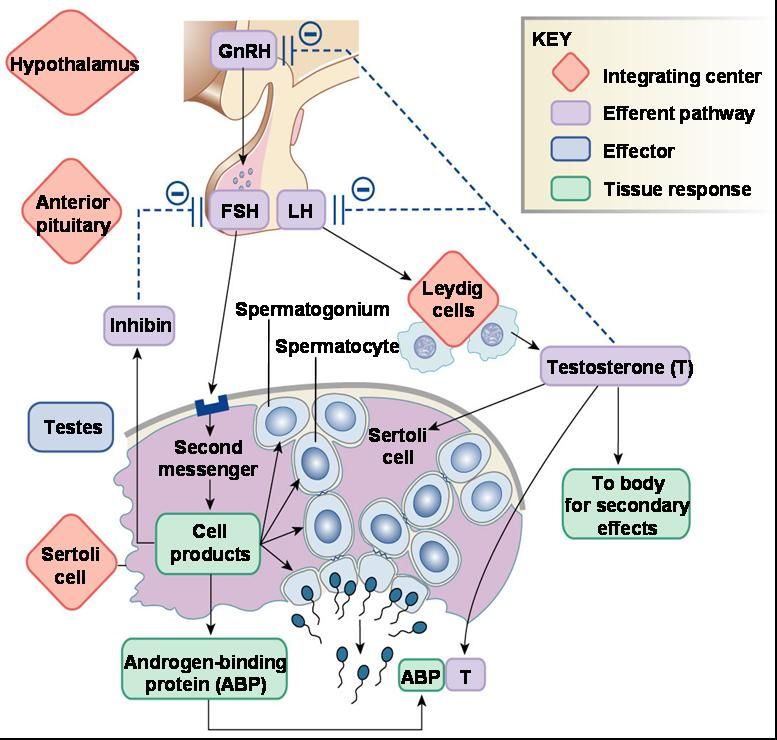 GnRH
Hypothalamus
KEY
Integrating center
Efferent pathway
Effector
Tissue response
Anterior
pituitary
FSH
LH
Leydig
cells
Inhibin
Spermatogonium
Spermatocyte
Testosterone (T)
Testes
Second
messenger
Sertoli
cell
To body
for secondary
effects
Cell
products
Sertoli
cell
Androgen-binding
protein (ABP)
ABP
T